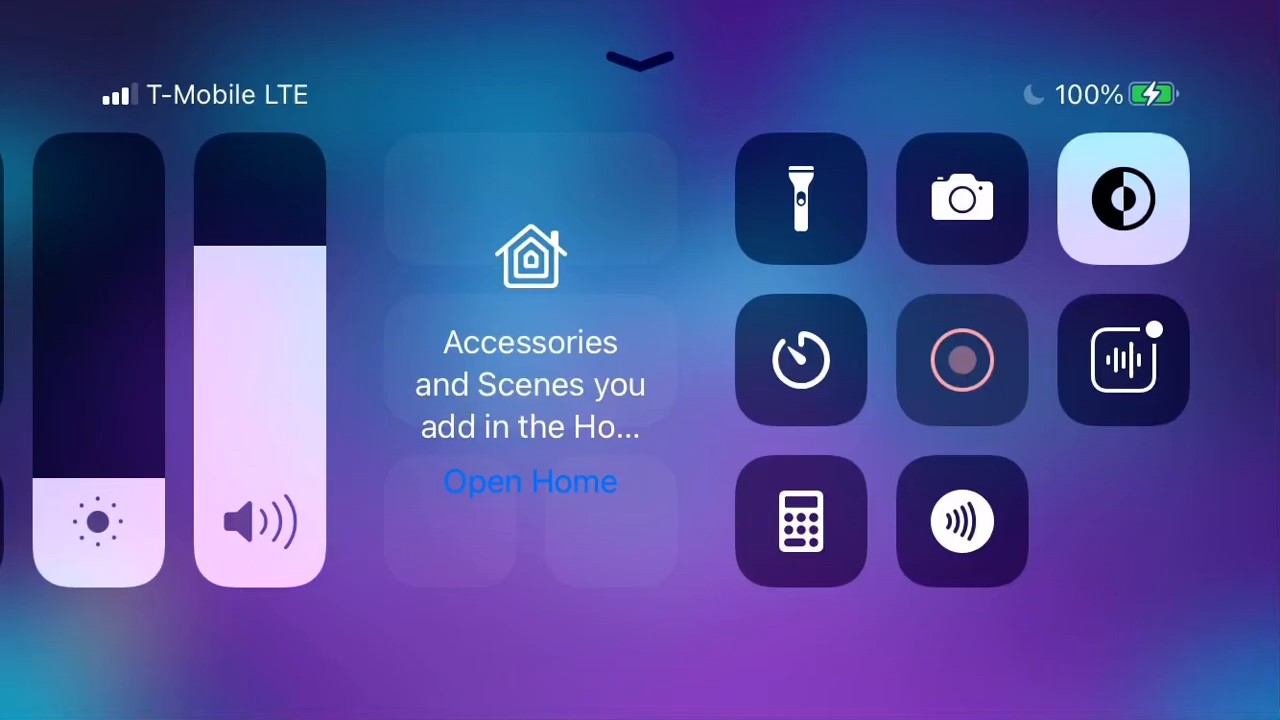 T-Mobile LTE
100%
Accessories
and Scenes you
add in the Ho...
Open Home